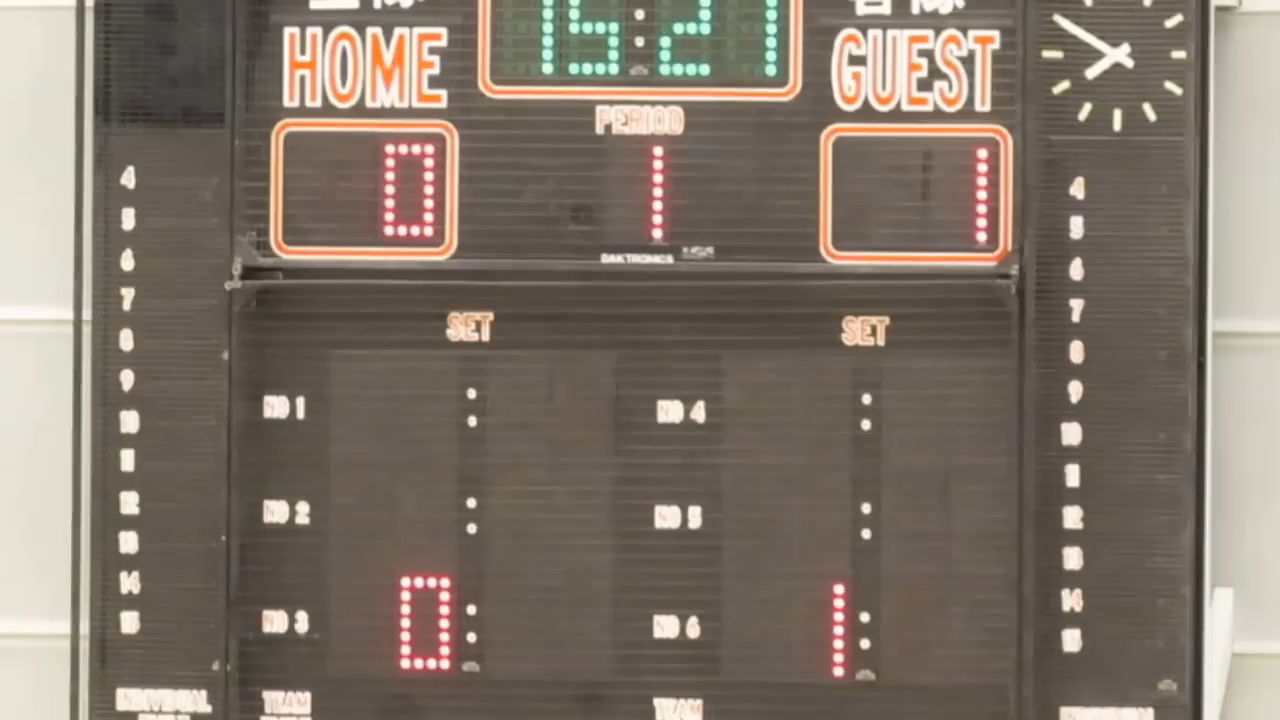 15:27
HOME
GUEST
PERIOD
0
1
1
DAKTRONICS
4
5
6
7
8
9
10
11
12
13
14
15
4
5
6
7
8
9
10
11
12
13
14
15
SET
SET
NO 1
NO 4
NO 2
NO 5
NO 3
0
NO 6
1
INDIVIDUAL
TEAM
TEAM